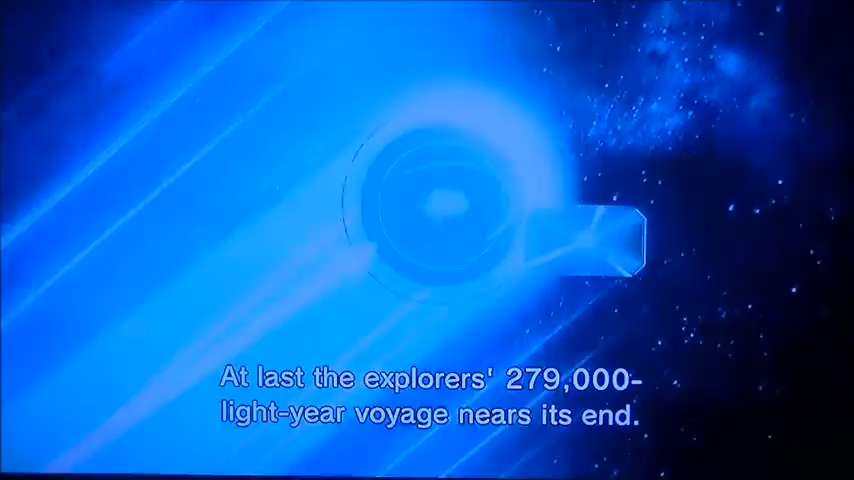 At last the explorers' 279,000-
light-year voyage nears its end.